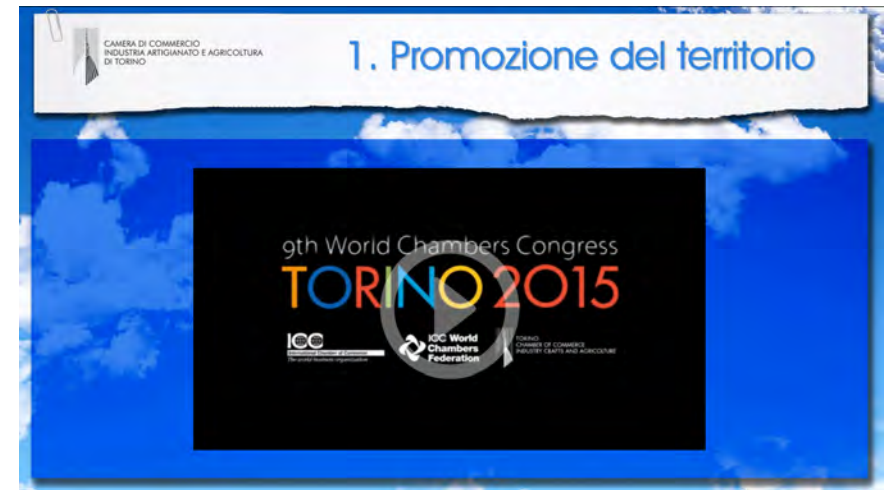 CAMERA DI COMMERCIO
INDUSTRIA ARTIGIANATO E AGRICOLTURA
DI TORINO
1. Promozione del territorio
9th World Chambers Congress
TORINO 2015
ICC
International Chamber of Commerce
The world business organization
ICC World
Chambers
Federation
TORINO
CHAMBER OF COMMERCE
INDUSTRY CRAFTS AND AGRICULTURE